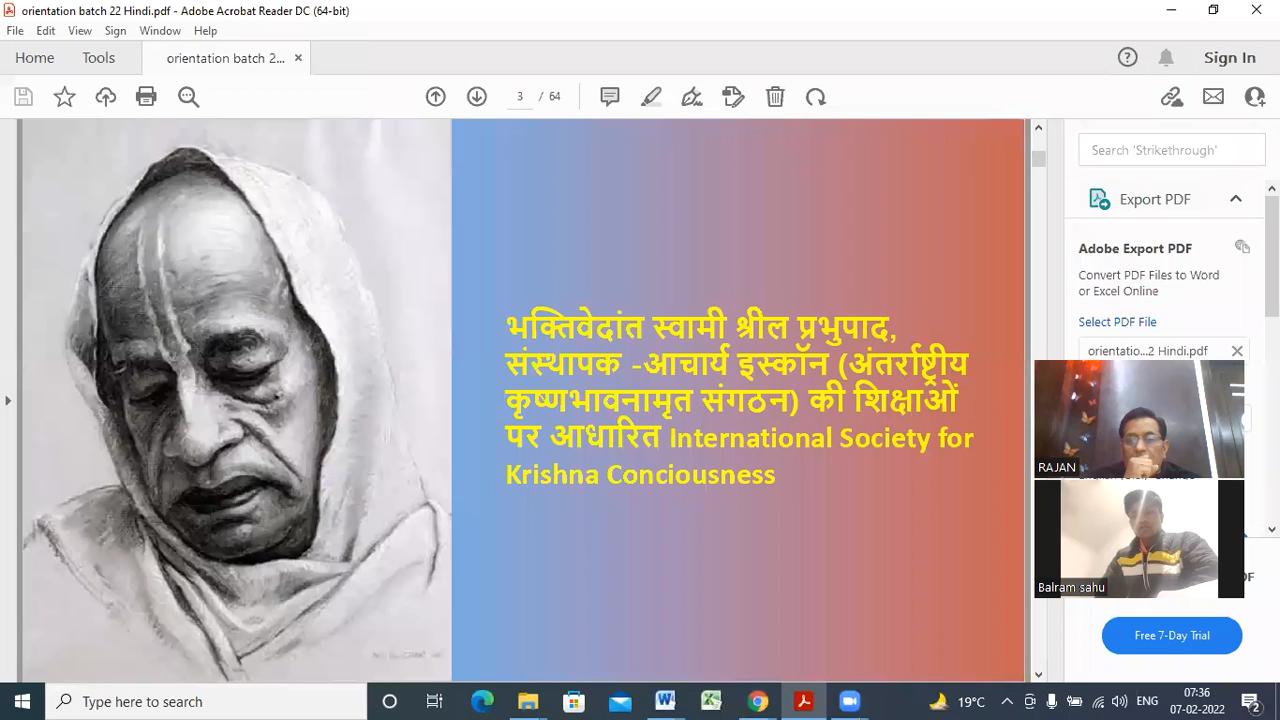 orientation batch 22 Hindi.pdf - Adobe Acrobat Reader DC (64-bit)
File Edit View Sign Window Help
Home Tools orientation batch 2... × Sign In
3 / 64
Search 'Strikethrough'
Export PDF
Adobe Export PDF
Convert PDF Files to Word
or Excel Online
Select PDF File
orientatio...2 Hindi.pdf
भक्तिवेदांत स्वामी श्रील प्रभुपाद,
संस्थापक -आचार्य इस्कॉन (अंतर्राष्ट्रीय
कृष्णभावनामृत संगठन) की शिक्षाओं
पर आधारित International Society for
Krishna Conciousness
RAJAN
Balram sahu
Free 7-Day Trial
Type here to search
19°C ENG 07:36
07-02-2022
2